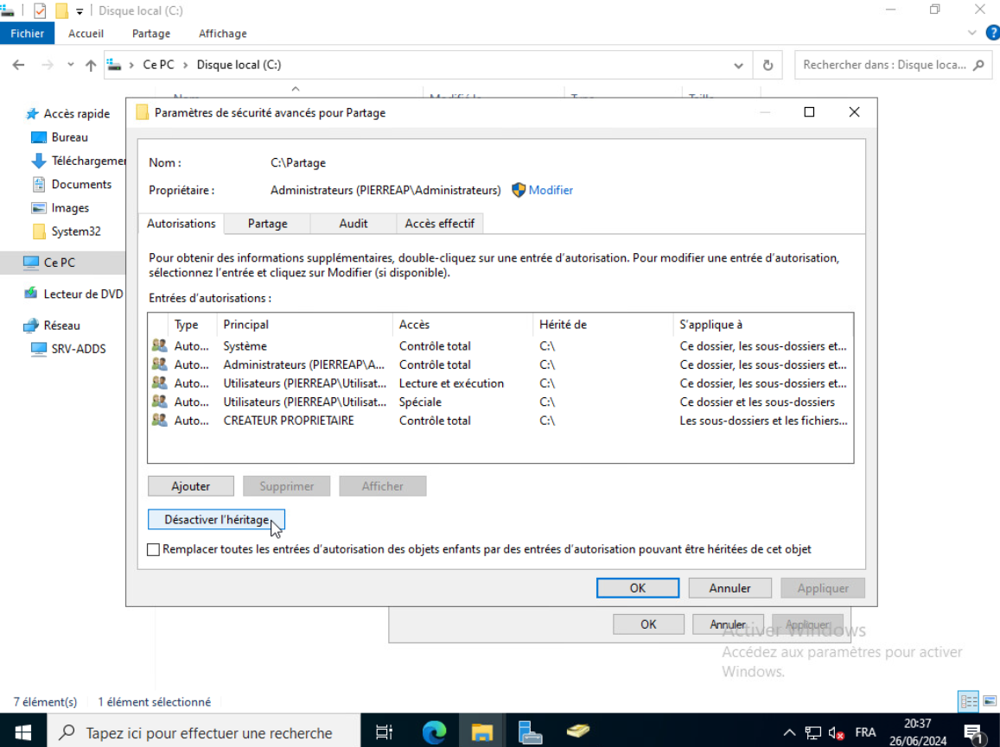 Disque local (C:)
Fichier Accueil Partage Affichage
Ce PC > Disque local (C:)
Rechercher dans : Disque loca...
Nom Modifié le Type Taille
Accès rapide
Bureau
Téléchargemen
Documents
Images
System32
Ce PC
Lecteur de DVD
Réseau
SRV-ADDS
Paramètres de sécurité avancés pour Partage
Nom : C:\Partage
Propriétaire : Administrateurs (PIERREAP\Administrateurs) Modifier
Autorisations Partage Audit Accès effectif
Pour obtenir des informations supplémentaires, double-cliquez sur une entrée d'autorisation. Pour modifier une entrée d'autorisation,
sélectionnez l'entrée et cliquez sur Modifier (si disponible).
Entrées d'autorisations :
Type Principal Accès Hérité de S'applique à
Auto... Système Contrôle total C:\ Ce dossier, les sous-dossiers et...
Auto... Administrateurs (PIERREAP\A... Contrôle total C:\ Ce dossier, les sous-dossiers et...
Auto... Utilisateurs (PIERREAP\Utilisat... Lecture et exécution C:\ Ce dossier, les sous-dossiers et...
Auto... Utilisateurs (PIERREAP\Utilisat... Spéciale C:\ Ce dossier et les sous-dossiers
Auto... CREATEUR PROPRIETAIRE Contrôle total C:\ Les sous-dossiers et les fichiers...
Ajouter Supprimer Afficher
Désactiver l'héritage
Remplacer toutes les entrées d'autorisation des objets enfants par des entrées d'autorisation pouvant être héritées de cet objet
OK Annuler Appliquer
OK Annuler Appliquer
Activer Windows
Accédez aux paramètres pour activer
Windows.
7 élément(s) 1 élément sélectionné
Tapez ici pour effectuer une recherche
FRA
20:37
26/06/2024
1